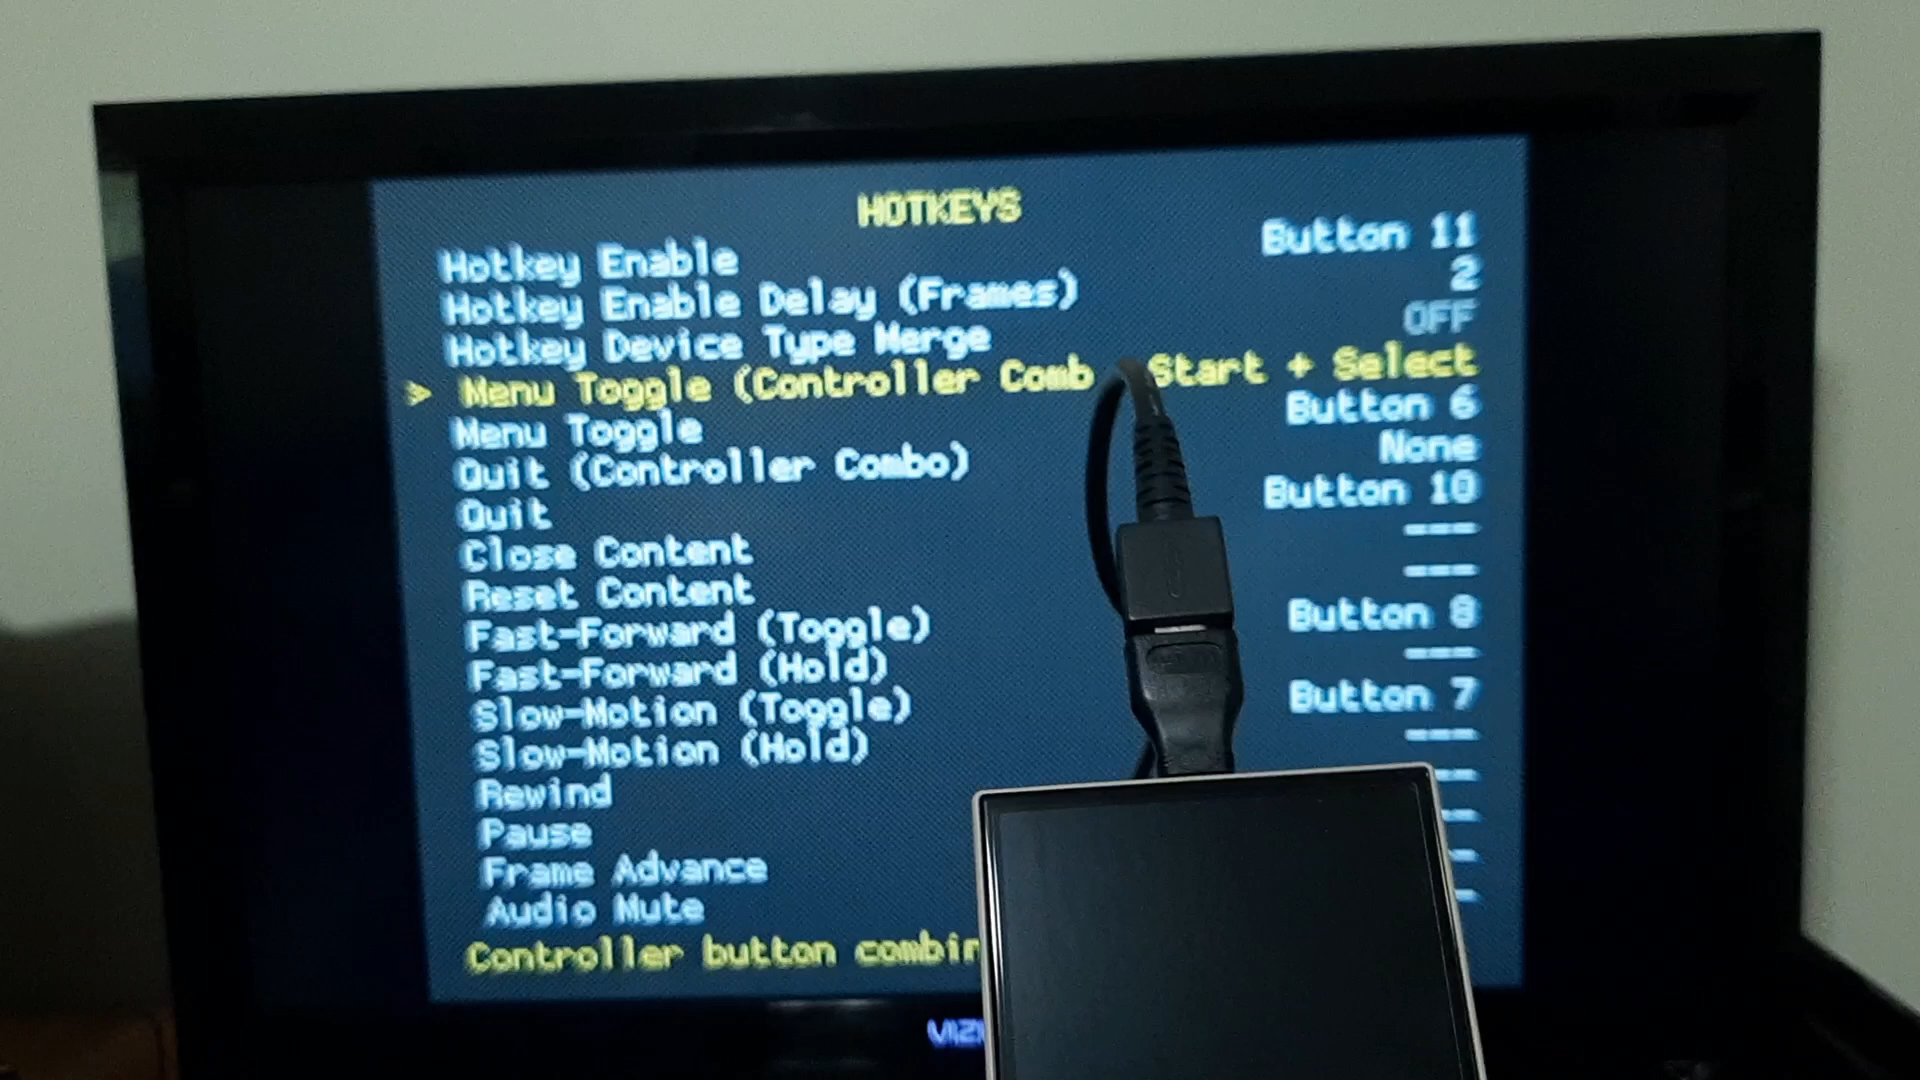 HOTKEYS
Hotkey Enable Button 11
Hotkey Enable Delay (Frames) 2
Hotkey Device Type Merge OFF
> Menu Toggle (Controller Comb Start + Select
Menu Toggle Button 6
Quit (Controller Combo) None
Quit Button 10
Close Content ---
Reset Content ---
Fast-Forward (Toggle) Button 8
Fast-Forward (Hold) ---
Slow-Motion (Toggle) Button 7
Slow-Motion (Hold) ---
Rewind --
Pause --
Frame Advance --
Audio Mute --
Controller button combin
VIZI